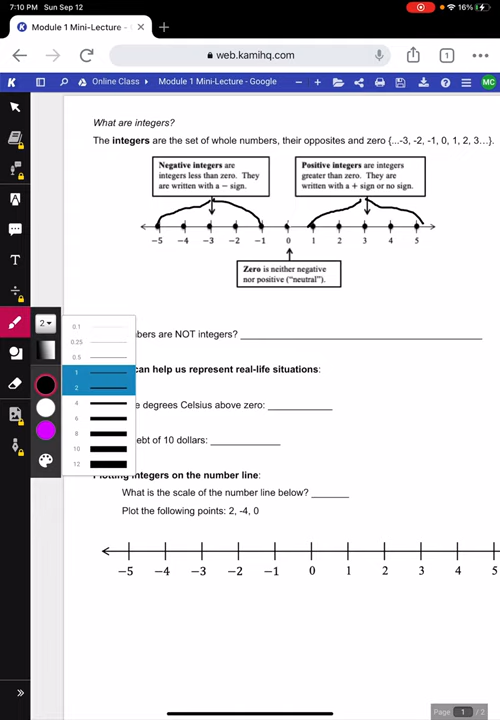 7:10 PM Sun Sep 12
16%
Module 1 Mini-Lecture -
web.kamihq.com
1
K
Online Class
Module 1 Mini-Lecture - Google
MC
What are integers?
The integers are the set of whole numbers, their opposites and zero {...-3, -2, -1, 0, 1, 2, 3…}.
Negative integers are
integers less than zero. They
are written with a − sign.
Positive integers are integers
greater than zero. They are
written with a + sign or no sign.
−5 −4 −3 −2 −1 0 1 2 3 4 5
Zero is neither negative
nor positive ("neutral").
T
2
0.1
0.25
0.5
1
2
4
6
8
10
12
bers are NOT integers?
can help us represent real-life situations:
e degrees Celsius above zero:
ebt of 10 dollars:
Plotting integers on the number line:
What is the scale of the number line below?
Plot the following points: 2, -4, 0
−5 −4 −3 −2 −1 0 1 2 3 4 5
Page 1 / 2